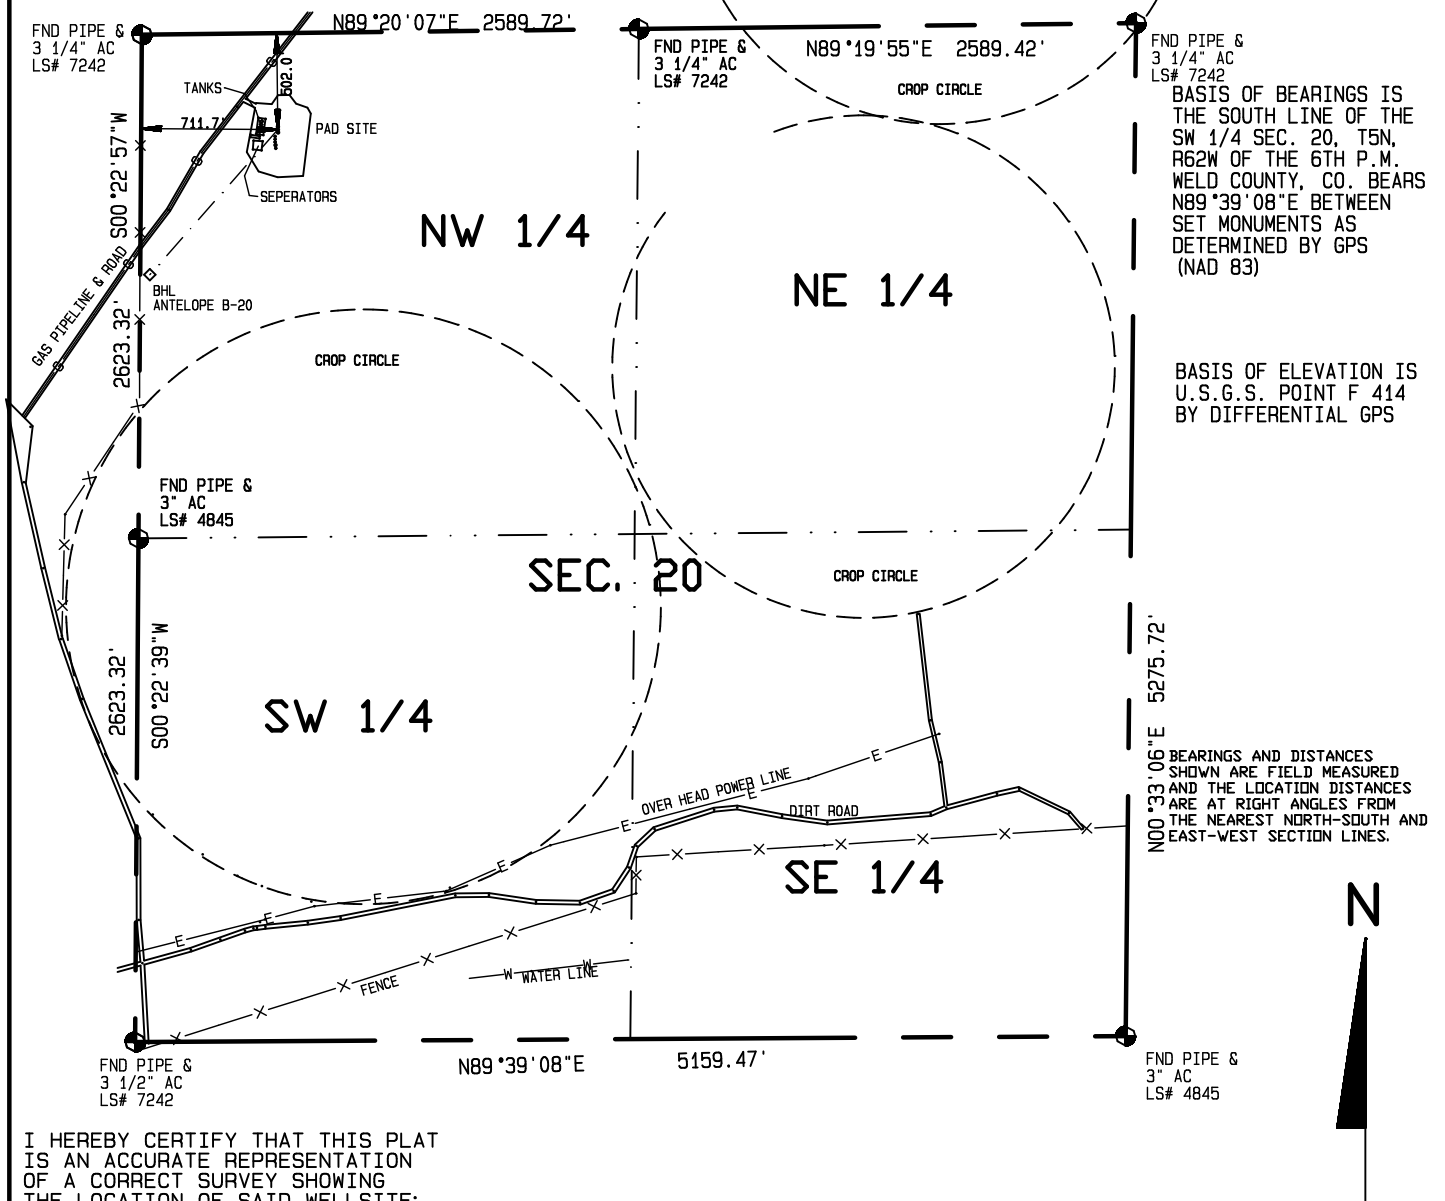 FND PIPE &
3 1/4" AC
LS# 7242
N89°20'07"E 2589.72'
FND PIPE &
3 1/4" AC
LS# 7242
N89°19'55"E 2589.42'
FND PIPE &
3 1/4" AC
LS# 7242
CROP CIRCLE
TANKS
502.0
711.7'
PAD SITE
SEPERATORS
S00°22'57"W
2623.32'
GAS PIPELINE & ROAD
BHL
ANTELOPE B-20
NW 1/4
NE 1/4
BASIS OF BEARINGS IS
THE SOUTH LINE OF THE
SW 1/4 SEC. 20, T5N,
R62W OF THE 6TH P.M.
WELD COUNTY, CO. BEARS
N89°39'08"E BETWEEN
SET MONUMENTS AS
DETERMINED BY GPS
(NAD 83)
CROP CIRCLE
BASIS OF ELEVATION IS
U.S.G.S. POINT F 414
BY DIFFERENTIAL GPS
FND PIPE &
3" AC
LS# 4845
SEC. 20
CROP CIRCLE
2623.32'
S00°22'39"W
SW 1/4
N00°33'06"E 5275.72'
BEARINGS AND DISTANCES
SHOWN ARE FIELD MEASURED
AND THE LOCATION DISTANCES
ARE AT RIGHT ANGLES FROM
THE NEAREST NORTH-SOUTH AND
EAST-WEST SECTION LINES.
E
OVER HEAD POWER LINE
E
DIRT ROAD
E
E
E
E
E
SE 1/4
N
FENCE
W
W
WATER LINE
N89°39'08"E
5159.47'
FND PIPE &
3 1/2" AC
LS# 7242
FND PIPE &
3" AC
LS# 4845
I HEREBY CERTIFY THAT THIS PLAT
IS AN ACCURATE REPRESENTATION
OF A CORRECT SURVEY SHOWING
THE LOCATION OF SAID WELLSITE: